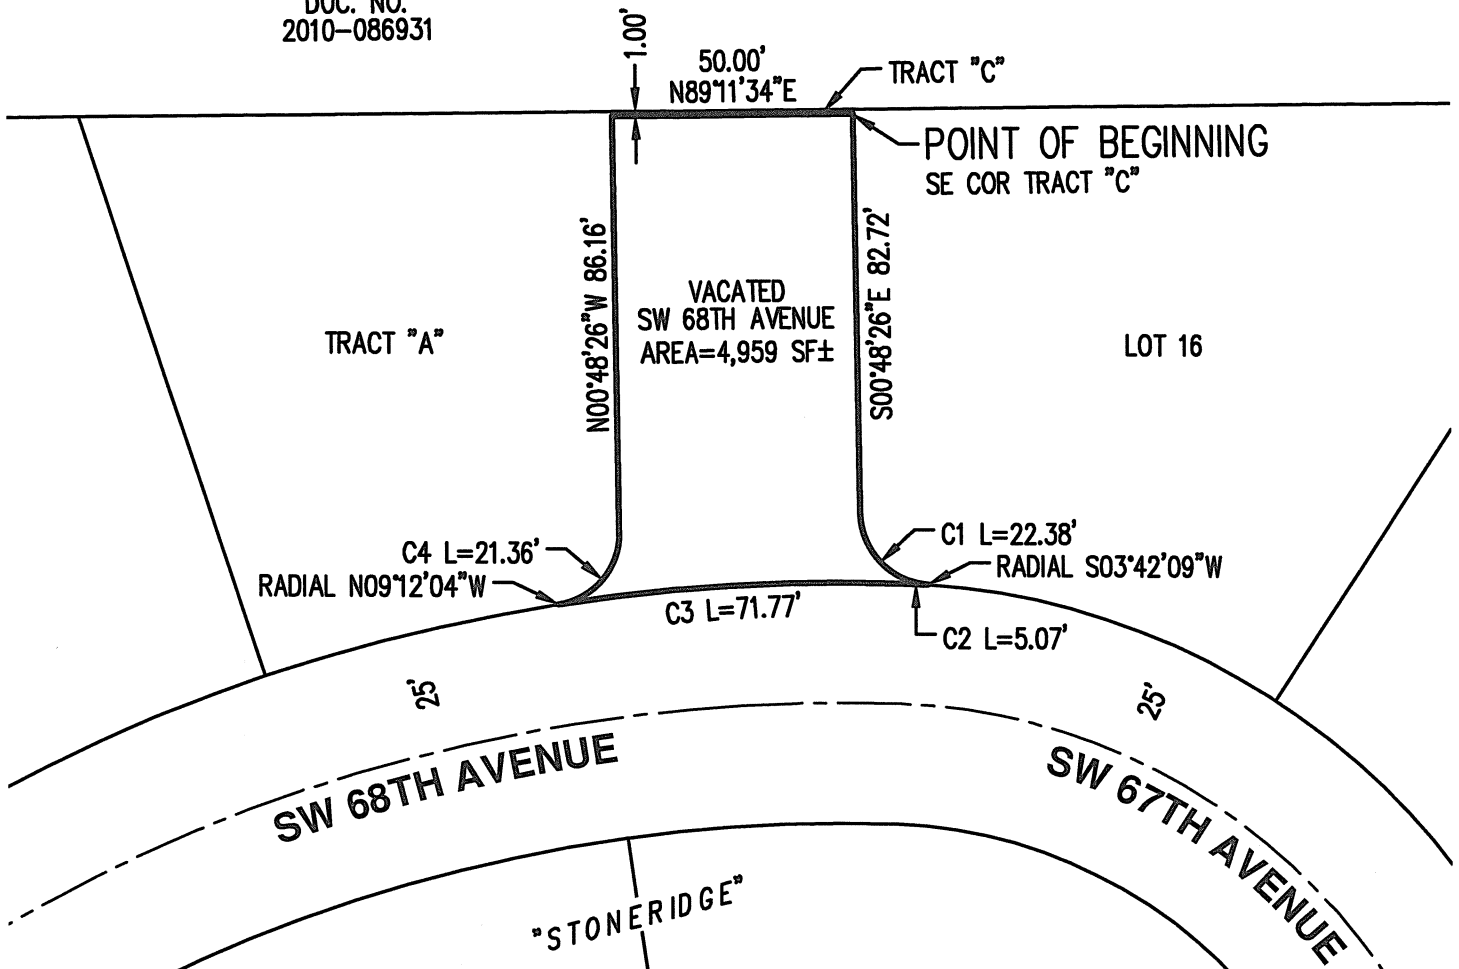 DOC. NO.
2010-086931
1.00'
50.00'
N89°11'34"E
TRACT "C"
POINT OF BEGINNING
SE COR TRACT "C"
N00°48'26"W 86.16'
VACATED
SW 68TH AVENUE
AREA=4,959 SF±
S00°48'26"E 82.72'
TRACT "A"
LOT 16
C4 L=21.36'
RADIAL N09°12'04"W
C1 L=22.38'
RADIAL S03°42'09"W
C3 L=71.77'
C2 L=5.07'
25'
25'
SW 68TH AVENUE
SW 67TH AVENUE
"STONERIDGE"